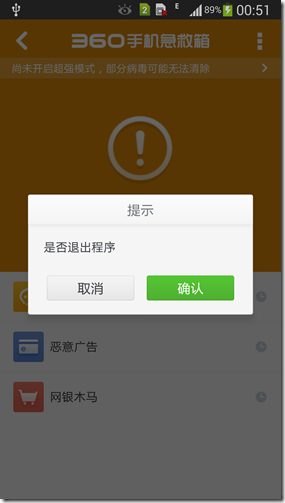 2 E 89% 00:51
360手机急救箱
尚未开启超强模式，部分病毒可能无法清除
提示
是否退出程序
取消 确认
恶意广告
网银木马